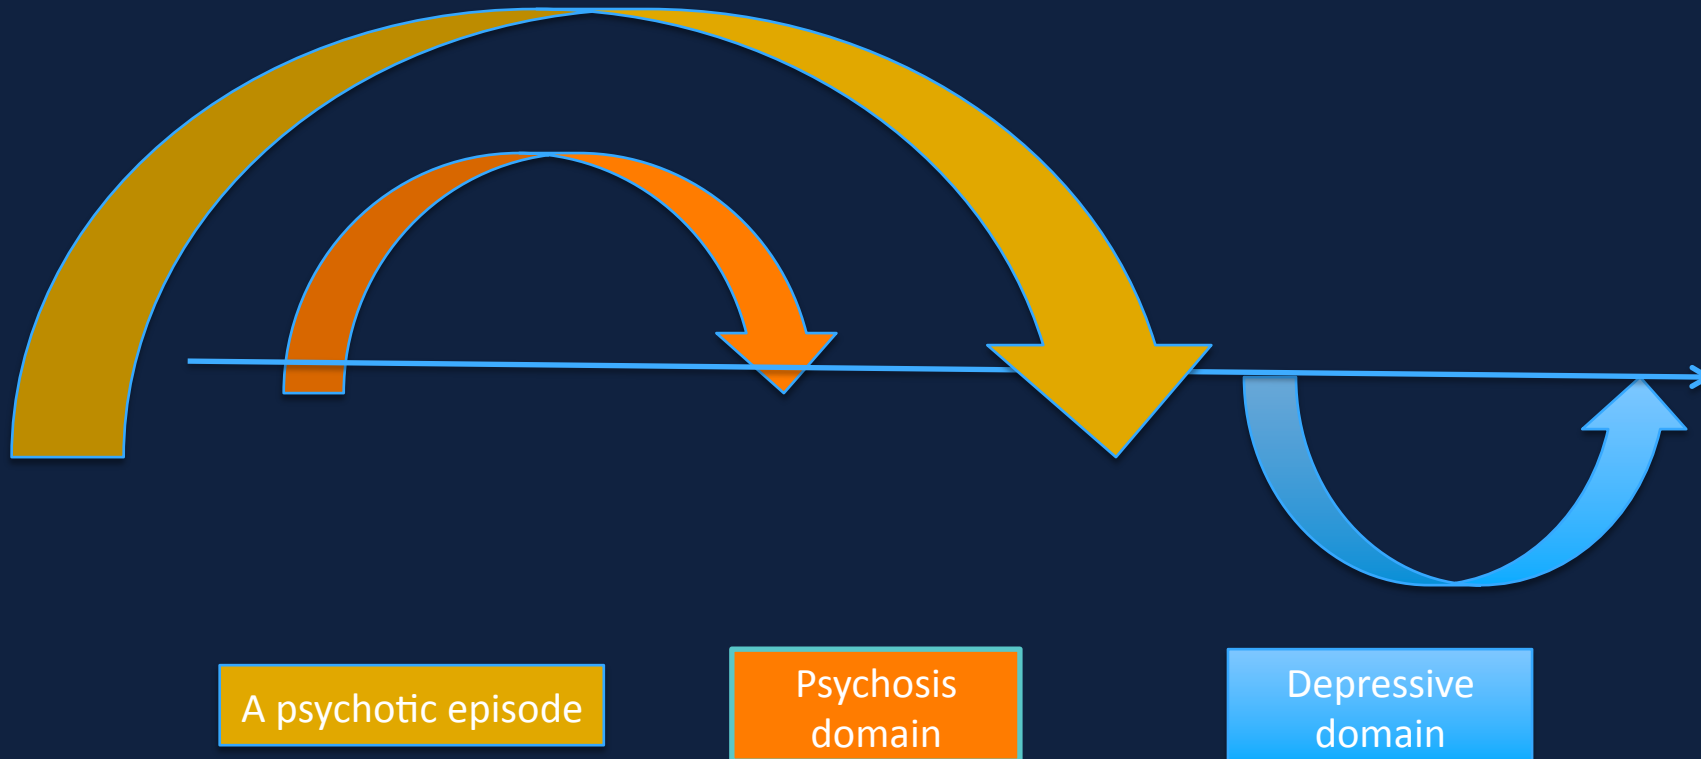 A psychotic episode
Psychosis
domain
Depressive
domain